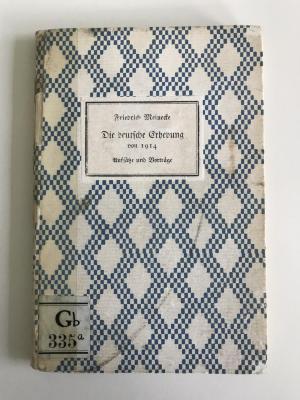 Friedrich Meinecke
Die deutsche Erhebung
von 1914
Aufsätze und Vorträge
Gb
335a